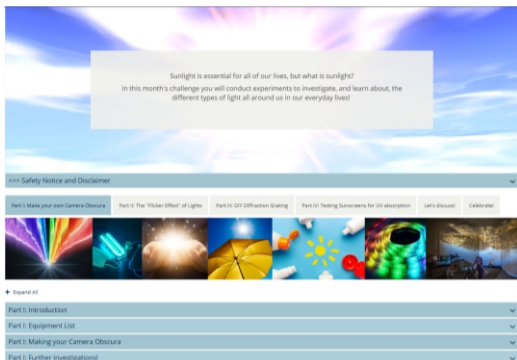 Sunlight is essential for all of our lives, but what is sunlight?
In this month's challenge you will conduct experiments to investigate, and learn about, the
different types of light all around us in our everyday lives!
>>> Safety Notice and Disclaimer
Part I: Make your own Camera Obscura
Part II: The "Flicker Effect" of Lights
Part III: DIY Diffraction Grating
Part IV: Testing Sunscreens for UV absorption
Let's discuss!
Celebrate!
+ Expand All
Part I: Introduction
Part I: Equipment List
Part I: Making your Camera Obscura
Part I: Further Investigations!